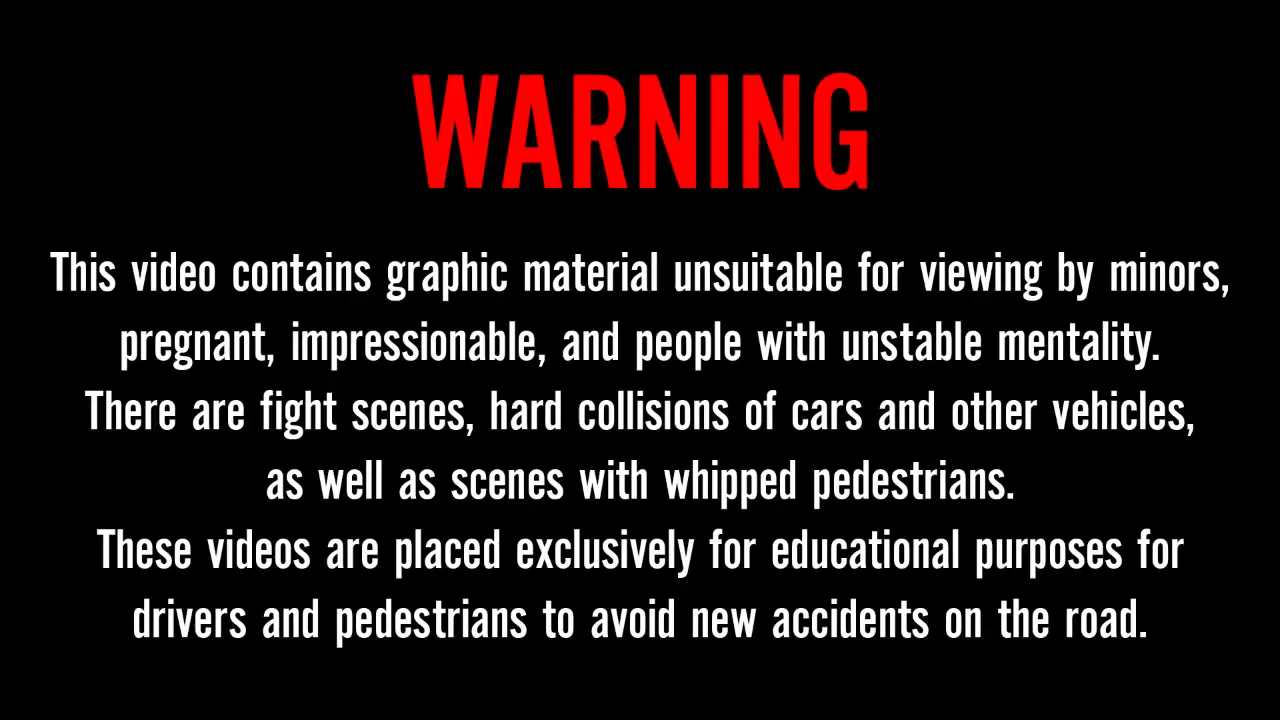 WARNING
This video contains graphic material unsuitable for viewing by minors,
pregnant, impressionable, and people with unstable mentality.
There are fight scenes, hard collisions of cars and other vehicles,
as well as scenes with whipped pedestrians.
These videos are placed exclusively for educational purposes for
drivers and pedestrians to avoid new accidents on the road.